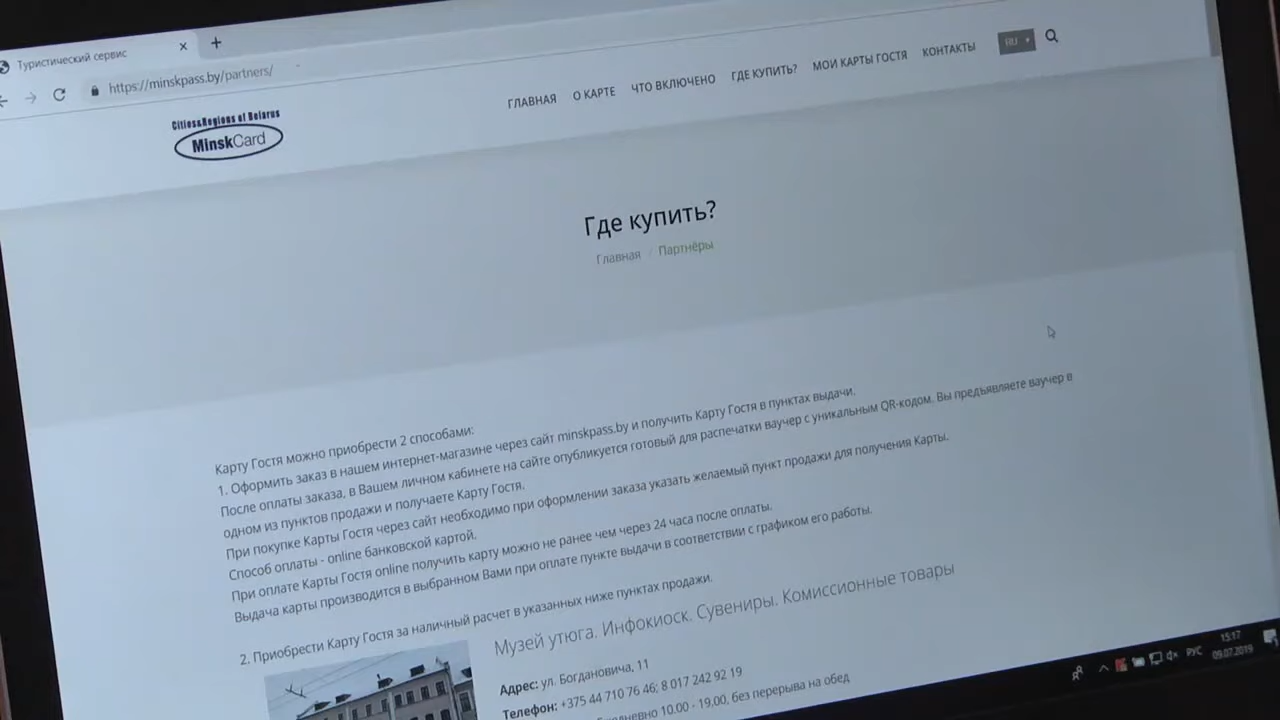 Туристический сервис
https://minskpass.by/partners/
Cities&Regions of Belarus
MinskCard
ГЛАВНАЯ О КАРТЕ ЧТО ВКЛЮЧЕНО ГДЕ КУПИТЬ? МОИ КАРТЫ ГОСТЯ КОНТАКТЫ RU
Где купить?
Главная / Партнёры
Карту Гостя можно приобрести 2 способами:
1. Оформить заказ в нашем интернет-магазине через сайт minskpass.by и получить Карту Гостя в пунктах выдачи.
После оплаты заказа, в Вашем личном кабинете на сайте опубликуется готовый для распечатки ваучер с уникальным QR-кодом. Вы предъявляете ваучер в
одном из пунктов продажи и получаете Карту Гостя.
При покупке Карты Гостя через сайт необходимо при оформлении заказа указать желаемый пункт продажи для получения Карты.
Способ оплаты - online банковской картой.
При оплате Карты Гостя online получить карту можно не ранее чем через 24 часа после оплаты.
Выдача карты производится в выбранном Вами при оплате пункте выдачи в соответствии с графиком его работы.
2. Приобрести Карту Гостя за наличный расчет в указанных ниже пунктах продажи.
Музей утюга. Инфокиоск. Сувениры. Комиссионные товары
Адрес: ул. Богдановича, 11
Телефон: +375 44 710 76 46; 8 017 242 92 19
Ежедневно 10.00 - 19.00, без перерыва на обед
РУС
15:17
09.07.2019